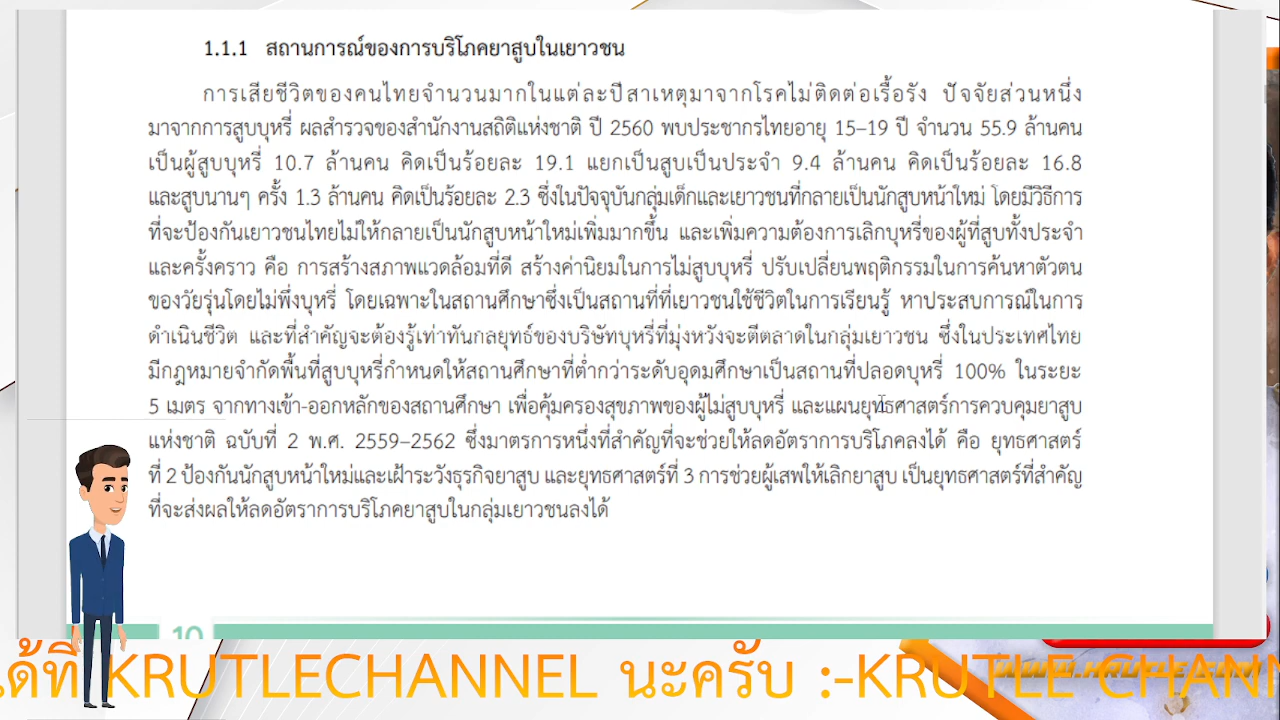 1.1.1 สถานการณ์ของการบริโภคยาสูบในเยาวชน
การเสียชีวิตของคนไทยจำนวนมากในแต่ละปีสาเหตุมาจากโรคไม่ติดต่อเรื้อรัง ปัจจัยส่วนหนึ่ง
มาจากการสูบบุหรี่ ผลสำรวจของสำนักงานสถิติแห่งชาติ ปี 2560 พบประชากรไทยอายุ 15–19 ปี จำนวน 55.9 ล้านคน
เป็นผู้สูบบุหรี่ 10.7 ล้านคน คิดเป็นร้อยละ 19.1 แยกเป็นสูบเป็นประจำ 9.4 ล้านคน คิดเป็นร้อยละ 16.8
และสูบนานๆ ครั้ง 1.3 ล้านคน คิดเป็นร้อยละ 2.3 ซึ่งในปัจจุบันกลุ่มเด็กและเยาวชนที่กลายเป็นนักสูบหน้าใหม่ โดยมีวิธีการ
ที่จะป้องกันเยาวชนไทยไม่ให้กลายเป็นนักสูบหน้าใหม่เพิ่มมากขึ้น และเพิ่มความต้องการเลิกบุหรี่ของผู้ที่สูบทั้งประจำ
และครั้งคราว คือ การสร้างสภาพแวดล้อมที่ดี สร้างค่านิยมในการไม่สูบบุหรี่ ปรับเปลี่ยนพฤติกรรมในการค้นหาตัวตน
ของวัยรุ่นโดยไม่พึ่งบุหรี่ โดยเฉพาะในสถานศึกษาซึ่งเป็นสถานที่ที่เยาวชนใช้ชีวิตในการเรียนรู้ หาประสบการณ์ในการ
ดำเนินชีวิต และที่สำคัญจะต้องรู้เท่าทันกลยุทธ์ของบริษัทบุหรี่ที่มุ่งหวังจะตีตลาดในกลุ่มเยาวชน ซึ่งในประเทศไทย
มีกฎหมายจำกัดพื้นที่สูบบุหรี่กำหนดให้สถานศึกษาที่ต่ำกว่าระดับอุดมศึกษาเป็นสถานที่ปลอดบุหรี่ 100% ในระยะ
5 เมตร จากทางเข้า-ออกหลักของสถานศึกษา เพื่อคุ้มครองสุขภาพของผู้ไม่สูบบุหรี่ และแผนยุทธศาสตร์การควบคุมยาสูบ
แห่งชาติ ฉบับที่ 2 พ.ศ. 2559–2562 ซึ่งมาตรการหนึ่งที่สำคัญที่จะช่วยให้ลดอัตราการบริโภคลงได้ คือ ยุทธศาสตร์
ที่ 2 ป้องกันนักสูบหน้าใหม่และเฝ้าระวังธุรกิจยาสูบ และยุทธศาสตร์ที่ 3 การช่วยผู้เสพให้เลิกยาสูบ เป็นยุทธศาสตร์ที่สำคัญ
ที่จะส่งผลให้ลดอัตราการบริโภคยาสูบในกลุ่มเยาวชนลงได้
10
ได้ที่ KRUTLECHANNEL นะครับ :-KRUTLE CHANN